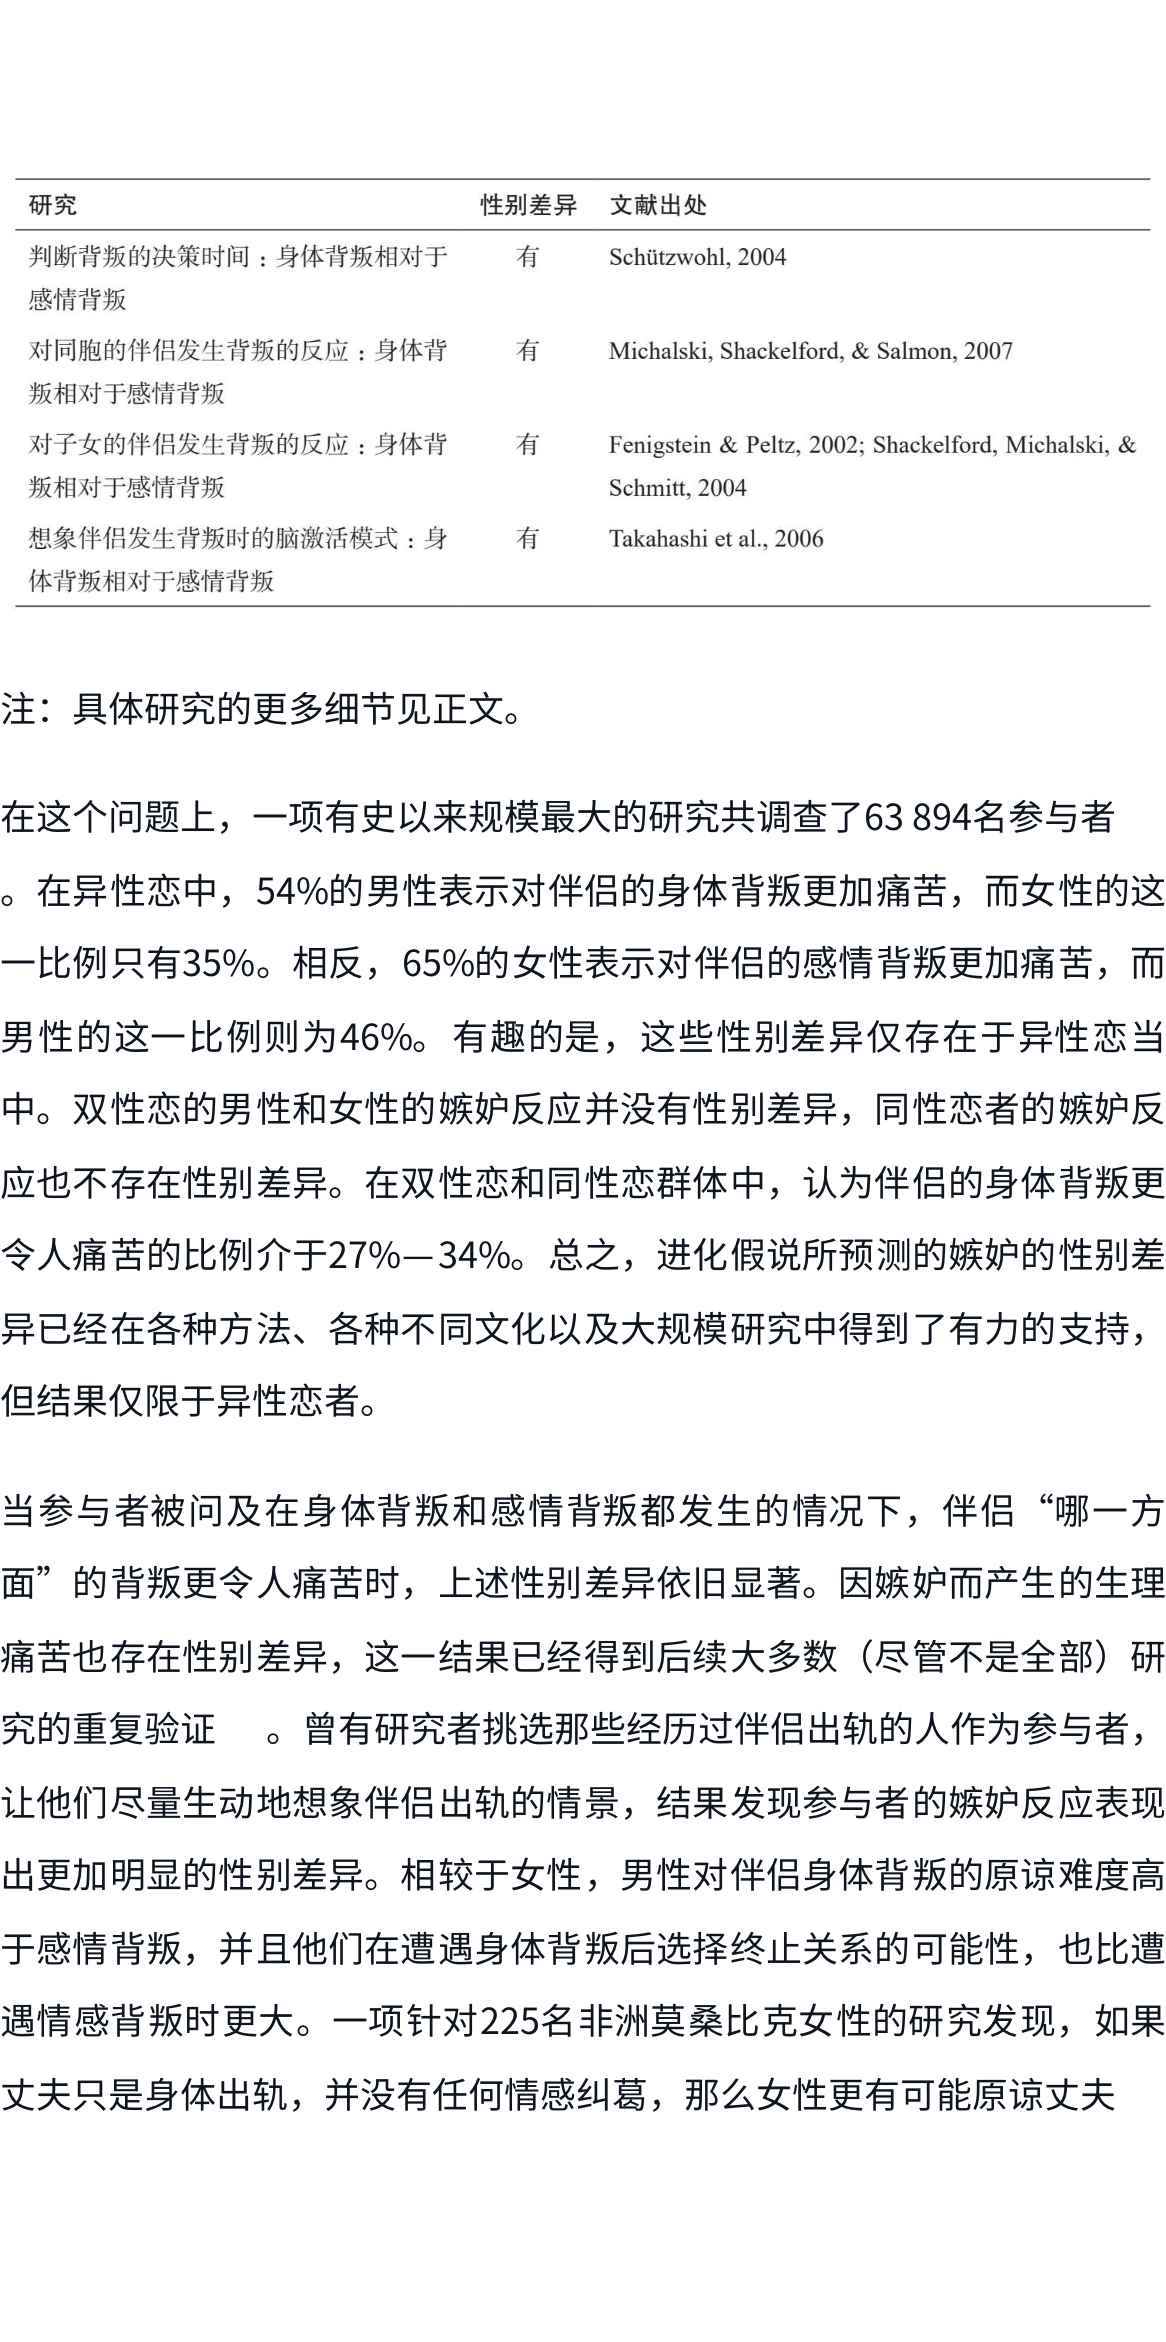 研究 性别差异 文献出处
判断背叛的决策时间：身体背叛相对于 有 Schützwohl, 2004
感情背叛
对同胞的伴侣发生背叛的反应：身体背 有 Michalski, Shackelford, & Salmon, 2007
叛相对于感情背叛
对子女的伴侣发生背叛的反应：身体背 有 Fenigstein & Peltz, 2002; Shackelford, Michalski, &
叛相对于感情背叛 Schmitt, 2004
想象伴侣发生背叛时的脑激活模式：身 有 Takahashi et al., 2006
体背叛相对于感情背叛
注：具体研究的更多细节见正文。
在这个问题上，一项有史以来规模最大的研究共调查了63 894名参与者
。在异性恋中，54%的男性表示对伴侣的身体背叛更加痛苦，而女性的这
一比例只有35%。相反，65%的女性表示对伴侣的感情背叛更加痛苦，而
男性的这一比例则为46%。有趣的是，这些性别差异仅存在于异性恋当
中。双性恋的男性和女性的嫉妒反应并没有性别差异，同性恋者的嫉妒反
应也不存在性别差异。在双性恋和同性恋群体中，认为伴侣的身体背叛更
令人痛苦的比例介于27%—34%。总之，进化假说所预测的嫉妒的性别差
异已经在各种方法、各种不同文化以及大规模研究中得到了有力的支持，
但结果仅限于异性恋者。
当参与者被问及在身体背叛和感情背叛都发生的情况下，伴侣“哪一方
面”的背叛更令人痛苦时，上述性别差异依旧显著。因嫉妒而产生的生理
痛苦也存在性别差异，这一结果已经得到后续大多数（尽管不是全部）研
究的重复验证 。曾有研究者挑选那些经历过伴侣出轨的人作为参与者，
让他们尽量生动地想象伴侣出轨的情景，结果发现参与者的嫉妒反应表现
出更加明显的性别差异。相较于女性，男性对伴侣身体背叛的原谅难度高
于感情背叛，并且他们在遭遇身体背叛后选择终止关系的可能性，也比遭
遇情感背叛时更大。一项针对225名非洲莫桑比克女性的研究发现，如果
丈夫只是身体出轨，并没有任何情感纠葛，那么女性更有可能原谅丈夫